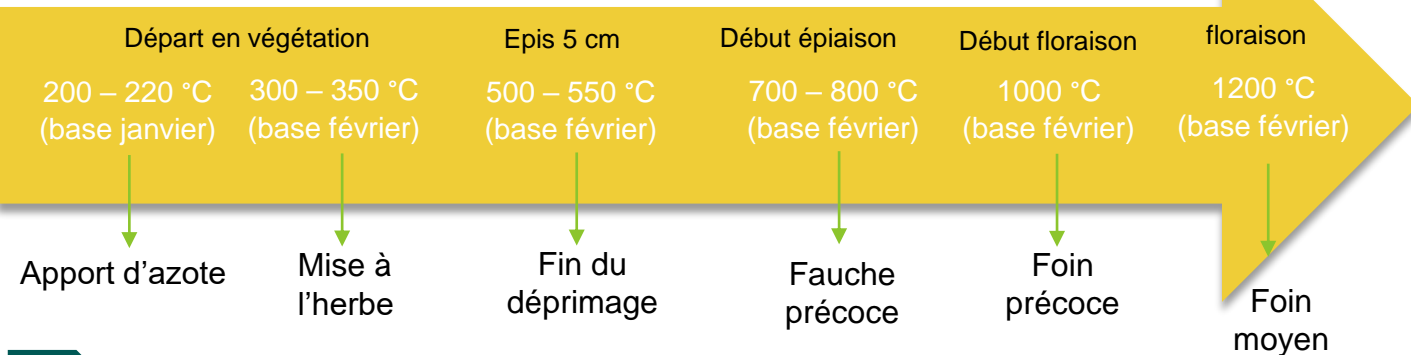 Départ en végétation
Epis 5 cm
Début épiaison
Début floraison
floraison
200 – 220 °C
(base janvier)
300 – 350 °C
(base février)
500 – 550 °C
(base février)
700 – 800 °C
(base février)
1000 °C
(base février)
1200 °C
(base février)
Apport d’azote
Mise à
l’herbe
Fin du
déprimage
Fauche
précoce
Foin
précoce
Foin
moyen